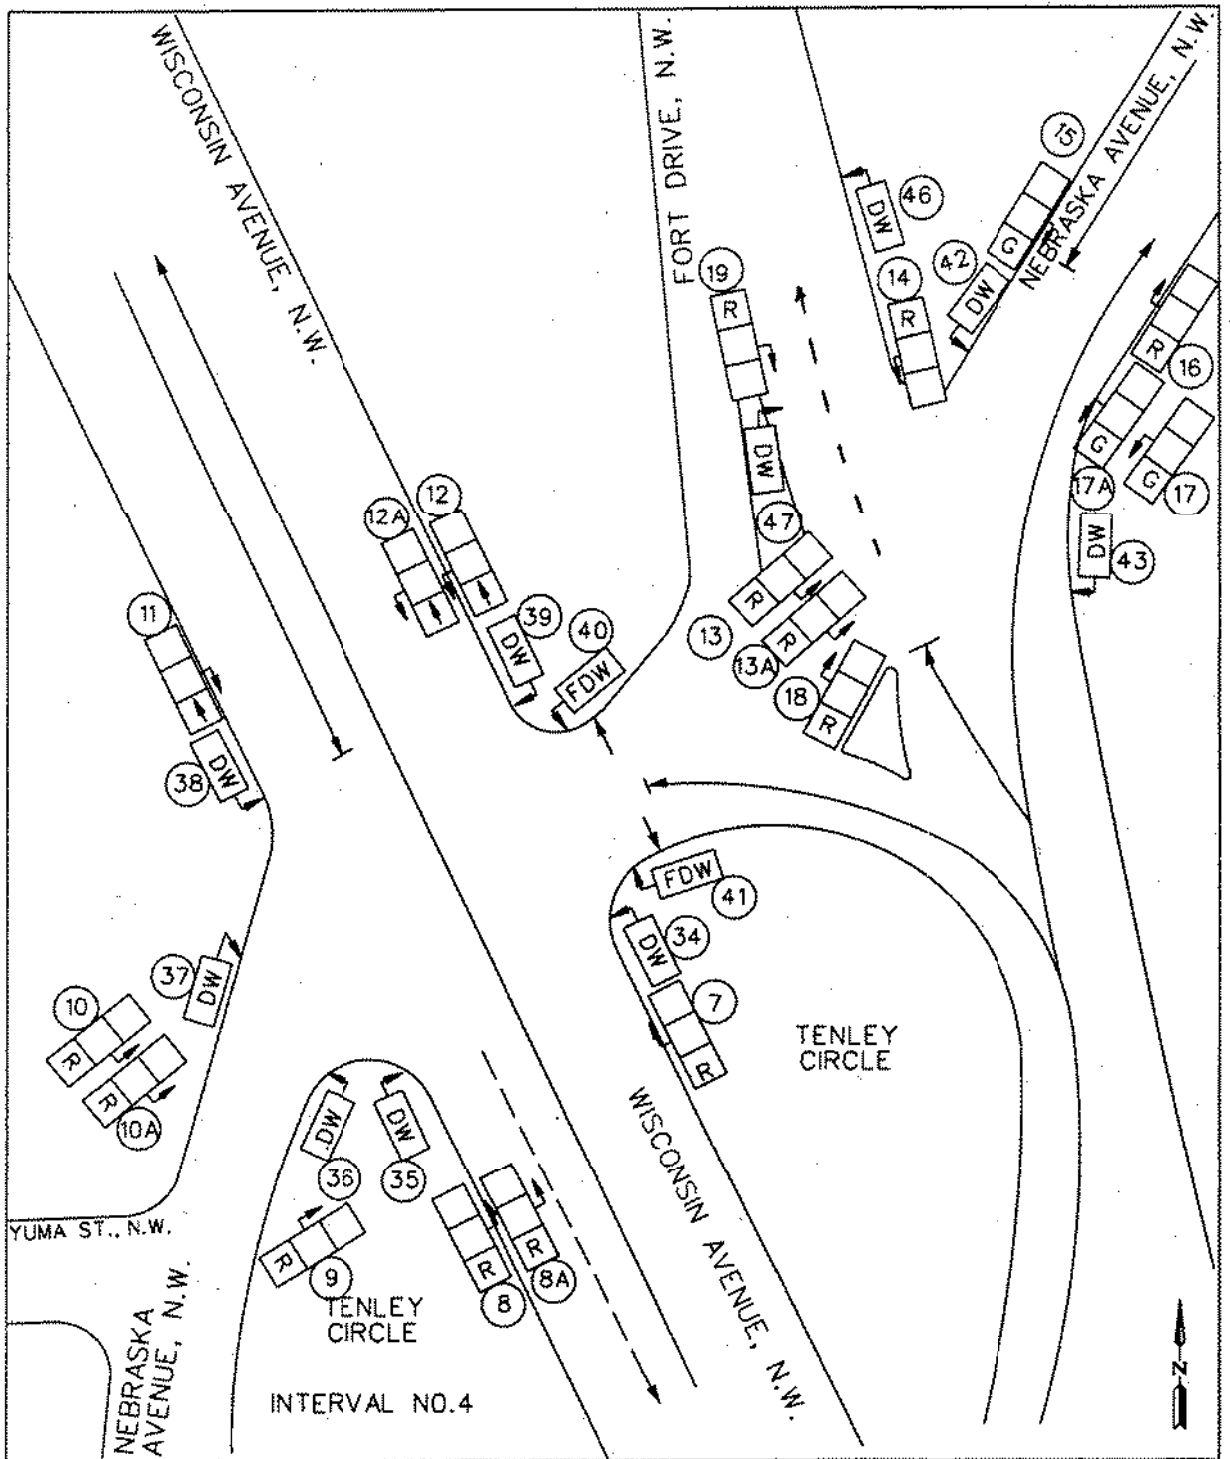 WISCONSIN AVENUE, N.W.
FORT DRIVE, N.W.
NEBRASKA AVENUE, N.W.
15
46
DW
G
42
DW
14
R
19
R
16
R
17A
G
17
G
DW
43
DW
47
12
12A
39
DW
40
FDW
13
R
13A
R
18
R
11
38
DW
FDW
41
34
DW
7
R
37
DW
10
R
10A
R
TENLEY
CIRCLE
WISCONSIN AVENUE, N.W.
DW
36
DW
35
YUMA ST., N.W.
R
9
R
8
R
8A
TENLEY
CIRCLE
NEBRASKA
AVENUE, N.W.
INTERVAL NO.4
N